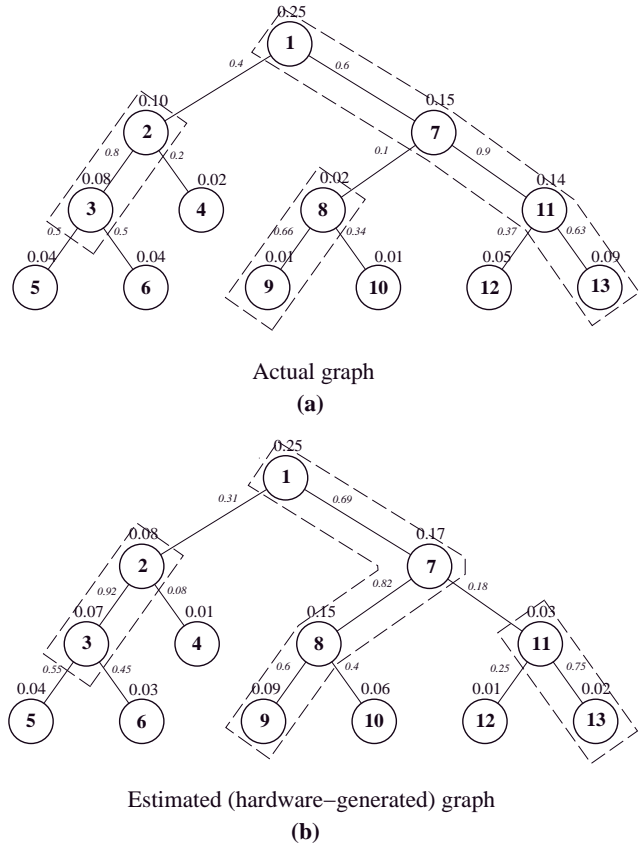 0.25
1
0.4 0.6
0.10 0.15
2 7
0.8 0.2 0.1 0.9
0.08 0.02 0.02 0.14
3 4 8 11
0.5 0.5 0.66 0.34 0.37 0.63
0.04 0.04 0.01 0.01 0.05 0.09
5 6 9 10 12 13
Actual graph
(a)
0.25
1
0.31 0.69
0.08 0.17
2 7
0.92 0.08 0.82 0.18
0.07 0.01 0.15 0.03
3 4 8 11
0.55 0.45 0.6 0.4 0.25 0.75
0.04 0.03 0.09 0.06 0.01 0.02
5 6 9 10 12 13
Estimated (hardware−generated) graph
(b)